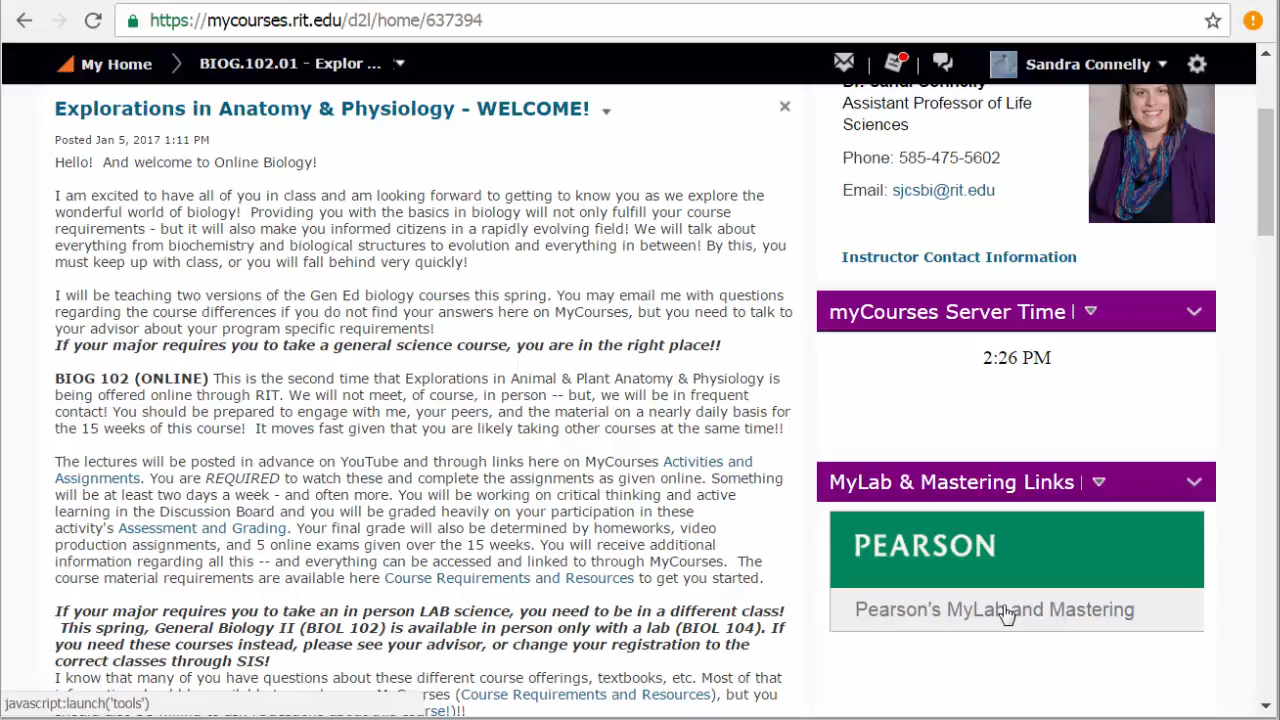 https://mycourses.rit.edu/d2l/home/637394
My Home
BIOG.102.01 - Explor ...
Sandra Connelly
Explorations in Anatomy & Physiology - WELCOME!
Posted Jan 5, 2017 1:11 PM
Hello! And welcome to Online Biology!
I am excited to have all of you in class and am looking forward to getting to know you as we explore the
wonderful world of biology! Providing you with the basics in biology will not only fulfill your course
requirements - but it will also make you informed citizens in a rapidly evolving field! We will talk about
everything from biochemistry and biological structures to evolution and everything in between! By this, you
must keep up with class, or you will fall behind very quickly!
I will be teaching two versions of the Gen Ed biology courses this spring. You may email me with questions
regarding the course differences if you do not find your answers here on MyCourses, but you need to talk to
your advisor about your program specific requirements!
If your major requires you to take a general science course, you are in the right place!!
BIOG 102 (ONLINE) This is the second time that Explorations in Animal & Plant Anatomy & Physiology is
being offered online through RIT. We will not meet, of course, in person -- but, we will be in frequent
contact! You should be prepared to engage with me, your peers, and the material on a nearly daily basis for
the 15 weeks of this course! It moves fast given that you are likely taking other courses at the same time!!
The lectures will be posted in advance on YouTube and through links here on MyCourses Activities and
Assignments. You are REQUIRED to watch these and complete the assignments as given online. Something
will be at least two days a week - and often more. You will be working on critical thinking and active
learning in the Discussion Board and you will be graded heavily on your participation in these
activity's Assessment and Grading. Your final grade will also be determined by homeworks, video
production assignments, and 5 online exams given over the 15 weeks. You will receive additional
information regarding all this -- and everything can be accessed and linked to through MyCourses. The
course material requirements are available here Course Requirements and Resources to get you started.
If your major requires you to take an in person LAB science, you need to be in a different class!
This spring, General Biology II (BIOL 102) is available in person only with a lab (BIOL 104). If
you need these courses instead, please see your advisor, or change your registration to the
correct classes through SIS!
I know that many of you have questions about these different course offerings, textbooks, etc. Most of that
(Course Requirements and Resources), but you
javascript:launch('tools')
Dr. Sandi Connelly
Assistant Professor of Life
Sciences
Phone: 585-475-5602
Email: sjcsbi@rit.edu
Instructor Contact Information
myCourses Server Time
2:26 PM
MyLab & Mastering Links
PEARSON
Pearson's MyLab and Mastering